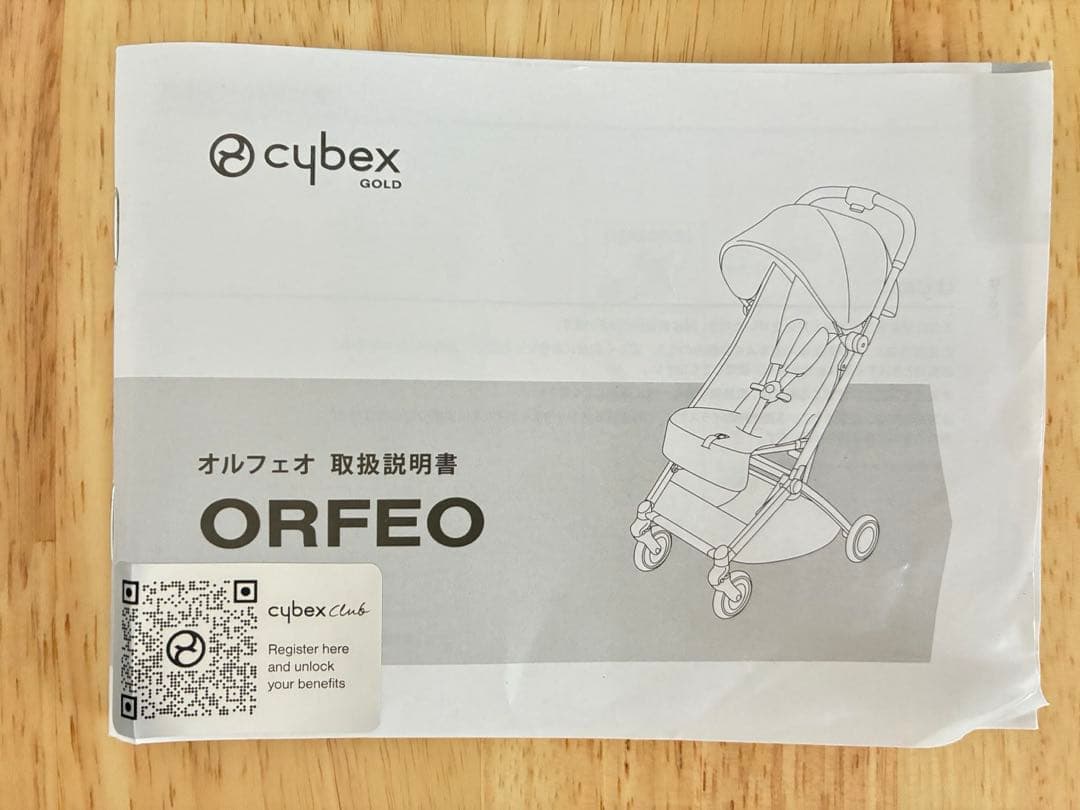 cybex
GOLD
オルフェオ 取扱説明書
ORFEO
cybex Club
Register here
and unlock
your benefits